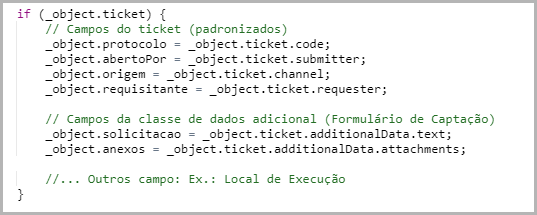 if (_object.ticket) {
// Campos do ticket (padronizados)
_object.protocolo = _object.ticket.code;
_object.abertoPor = _object.ticket.submitter;
_object.origem = _object.ticket.channel;
_object.requisitante = _object.ticket.requester;
// Campos da classe de dados adicional (Formulário de Captação)
_object.solicitacao = _object.ticket.additionalData.text;
_object.anexos = _object.ticket.additionalData.attachments;
//... Outros campo: Ex.: Local de Execução
}